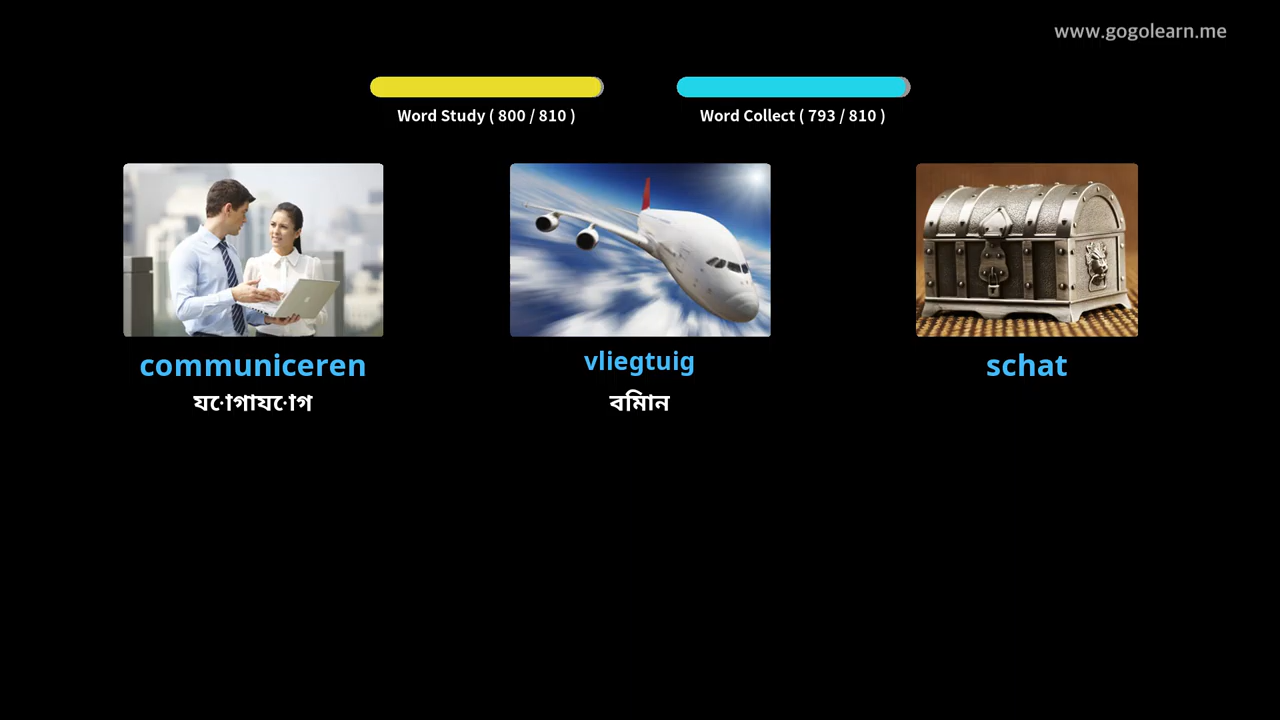 www.gogolearn.me
Word Study ( 800 / 810 )
Word Collect ( 793 / 810 )
communiceren
vliegtuig
schat
যোগাযোগ
বিমান